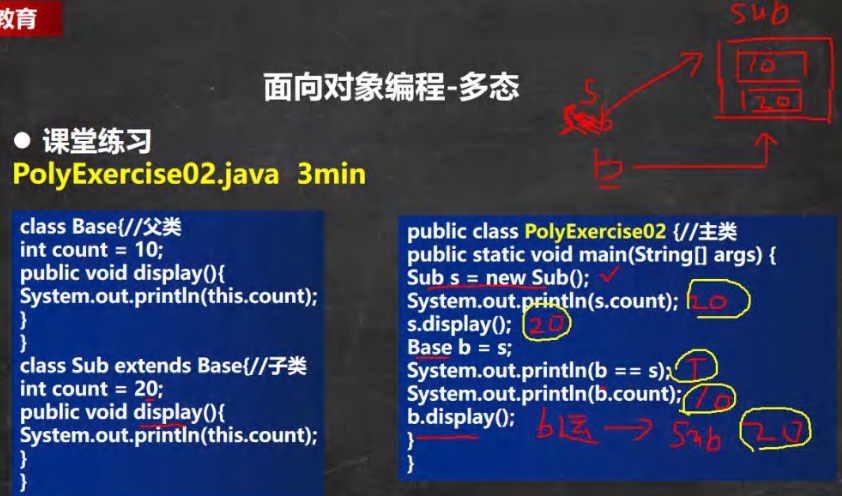 教育
sub
10
20
面向对象编程-多态
s
b
● 课堂练习
PolyExercise02.java 3min
class Base{//父类
int count = 10;
public void display(){
System.out.println(this.count);
}
}
class Sub extends Base{//子类
int count = 20;
public void display(){
System.out.println(this.count);
}
}
public class PolyExercise02 {//主类
public static void main(String[] args) {
Sub s = new Sub();
System.out.println(s.count); 20
s.display(); 20
Base b = s;
System.out.println(b == s); T
System.out.println(b.count); 10
b.display(); Sub 20
}
}